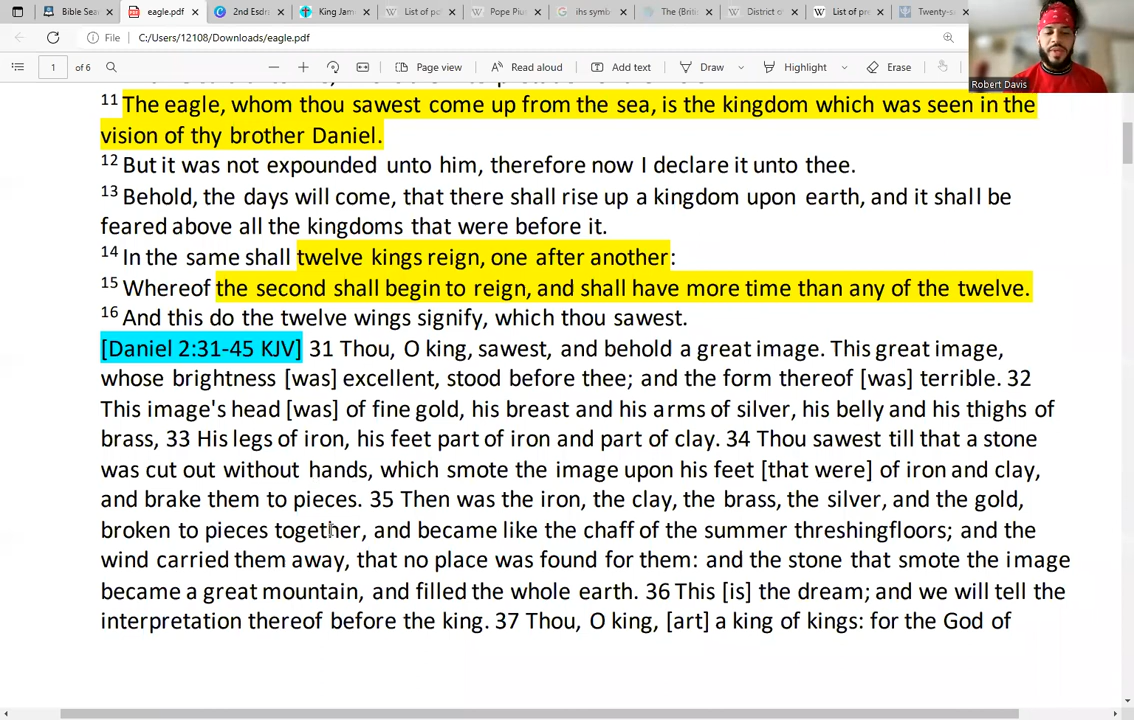 Bible Sea
eagle.pdf
2nd Esdr
King Jam
List of po
Pope Piu
ihs symb
The (Brit
District o
List of pr
Twenty-s
File
C:/Users/12108/Downloads/eagle.pdf
1 of 6
Page view
Read aloud
Add text
Draw
Highlight
Erase
Robert Davis
11 The eagle, whom thou sawest come up from the sea, is the kingdom which was seen in the
vision of thy brother Daniel.
12 But it was not expounded unto him, therefore now I declare it unto thee.
13 Behold, the days will come, that there shall rise up a kingdom upon earth, and it shall be
feared above all the kingdoms that were before it.
14 In the same shall twelve kings reign, one after another:
15 Whereof the second shall begin to reign, and shall have more time than any of the twelve.
16 And this do the twelve wings signify, which thou sawest.
[Daniel 2:31-45 KJV] 31 Thou, O king, sawest, and behold a great image. This great image,
whose brightness [was] excellent, stood before thee; and the form thereof [was] terrible. 32
This image's head [was] of fine gold, his breast and his arms of silver, his belly and his thighs of
brass, 33 His legs of iron, his feet part of iron and part of clay. 34 Thou sawest till that a stone
was cut out without hands, which smote the image upon his feet [that were] of iron and clay,
and brake them to pieces. 35 Then was the iron, the clay, the brass, the silver, and the gold,
broken to pieces together, and became like the chaff of the summer threshingfloors; and the
wind carried them away, that no place was found for them: and the stone that smote the image
became a great mountain, and filled the whole earth. 36 This [is] the dream; and we will tell the
interpretation thereof before the king. 37 Thou, O king, [art] a king of kings: for the God of